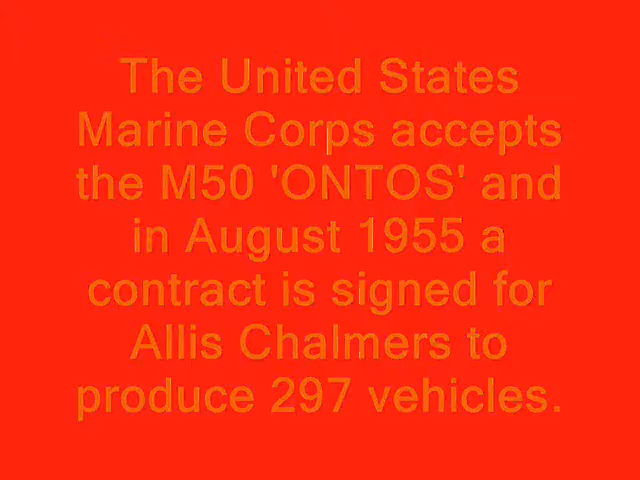 The United States
Marine Corps accepts
the M50 'ONTOS' and
in August 1955 a
contract is signed for
Allis Chalmers to
produce 297 vehicles.